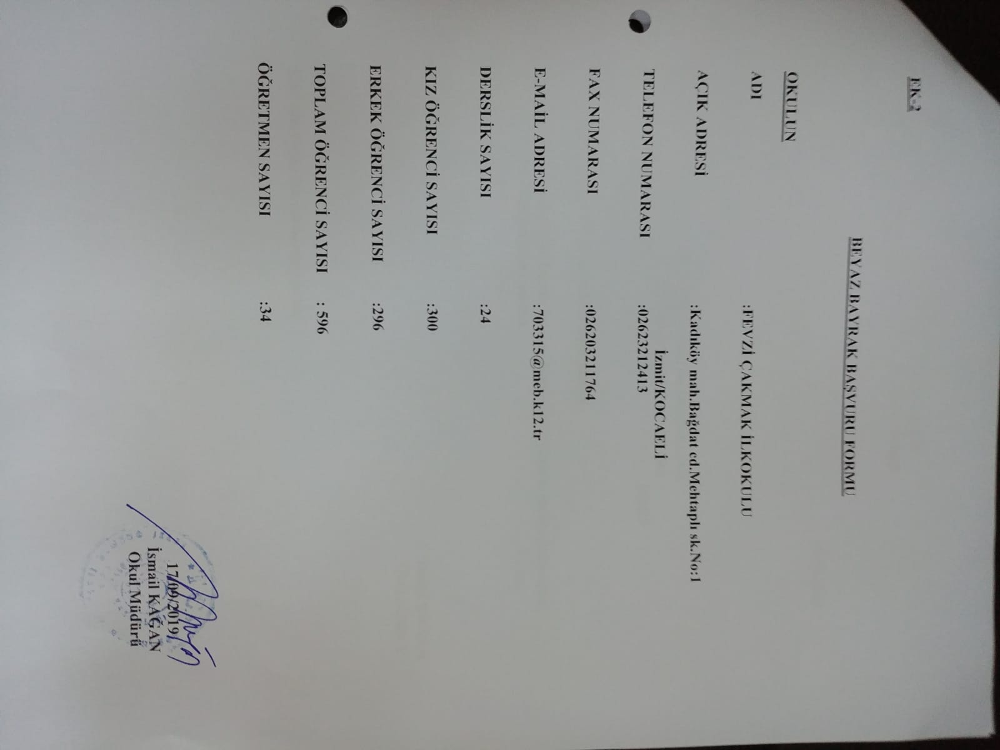 EK-2
BEYAZ BAYRAK BAŞVURU FORMU
OKULUN
ADI :FEVZİ ÇAKMAK İLKOKULU
AÇIK ADRESİ :Kadıköy mah.Bağdat cd.Mehtaplı sk.No:1
İzmit/KOCAELİ
TELEFON NUMARASI :02623212413
FAX NUMARASI :026203211764
E-MAİL ADRESİ :703315@meb.k12.tr
DERSLİK SAYISI :24
KIZ ÖĞRENCİ SAYISI :300
ERKEK ÖĞRENCİ SAYISI :296
TOPLAM ÖĞRENCİ SAYISI : 596
ÖĞRETMEN SAYISI :34
17/09/2019
İsmail KAĞAN
Okul Müdürü